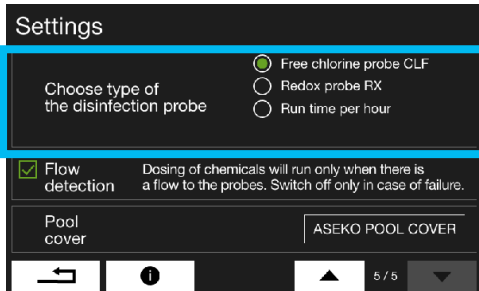 Settings
Free chlorine probe CLF
Choose type of
the disinfection probe
Redox probe RX
Run time per hour
Flow
detection
Dosing of chemicals will run only when there is
a flow to the probes. Switch off only in case of failure.
Pool
cover
ASEKO POOL COVER
5/5